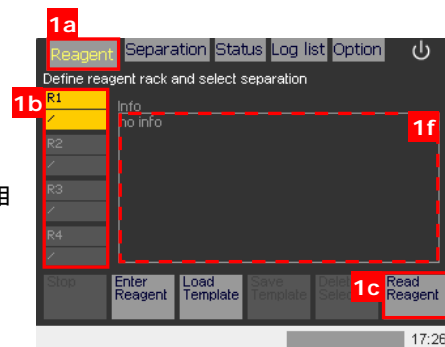 1a
Reagent Separation Status Log list Option
Define reagent rack and select separation
1b
R1
/
R2
/
R3
/
R4
/
Info
no info
1f
相
Stop
Enter Reagent
Load Template
Save Template
1c
Read Reagent
17:26